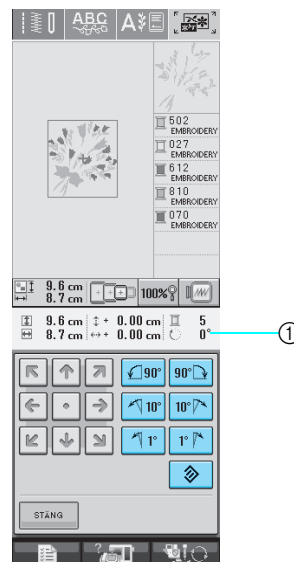 ABC A
502
EMBROIDERY
027
EMBROIDERY
612
EMBROIDERY
810
EMBROIDERY
070
EMBROIDERY
9.6 cm
8.7 cm 100%
9.6 cm + 0.00 cm 5
8.7 cm + 0.00 cm 0°
1
90° 90°
10° 10°
1° 1°
STÄNG
?